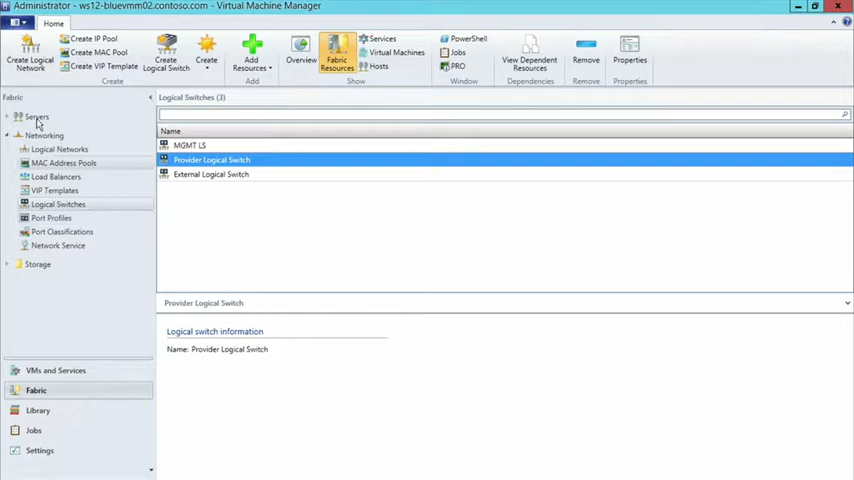 Administrator - ws12-bluevmm02.contoso.com - Virtual Machine Manager
Home
Create Logical Network
Create IP Pool
Create MAC Pool
Create VIP Template
Create Logical Switch
Create
Create
Add Resources
Add
Overview
Fabric Resources
Services
Virtual Machines
Hosts
Show
PowerShell
Jobs
PRO
Window
View Dependent Resources
Dependencies
Remove
Remove
Properties
Properties
Fabric
Servers
Networking
Logical Networks
MAC Address Pools
Load Balancers
VIP Templates
Logical Switches
Port Profiles
Port Classifications
Network Service
Storage
VMs and Services
Fabric
Library
Jobs
Settings
Logical Switches (3)
Name
MGMT LS
Provider Logical Switch
External Logical Switch
Provider Logical Switch
Logical switch information
Name: Provider Logical Switch